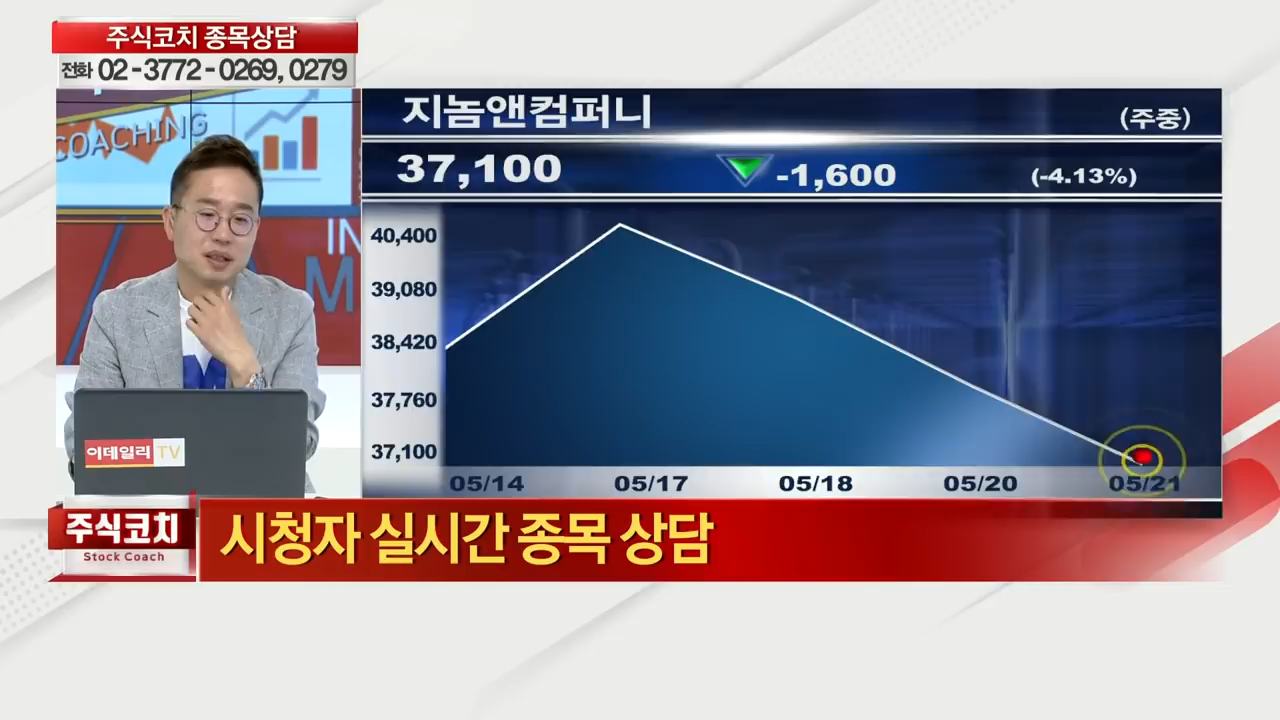 주식코치 종목상담
전화 02-3772-0269, 0279
COACHING
IN
M
이데일리 TV
지놈앤컴퍼니
(주중)
37,100
-1,600
(-4.13%)
40,400
39,080
38,420
37,760
37,100
05/14
05/17
05/18
05/20
05/21
주식코치
Stock Coach
시청자 실시간 종목 상담